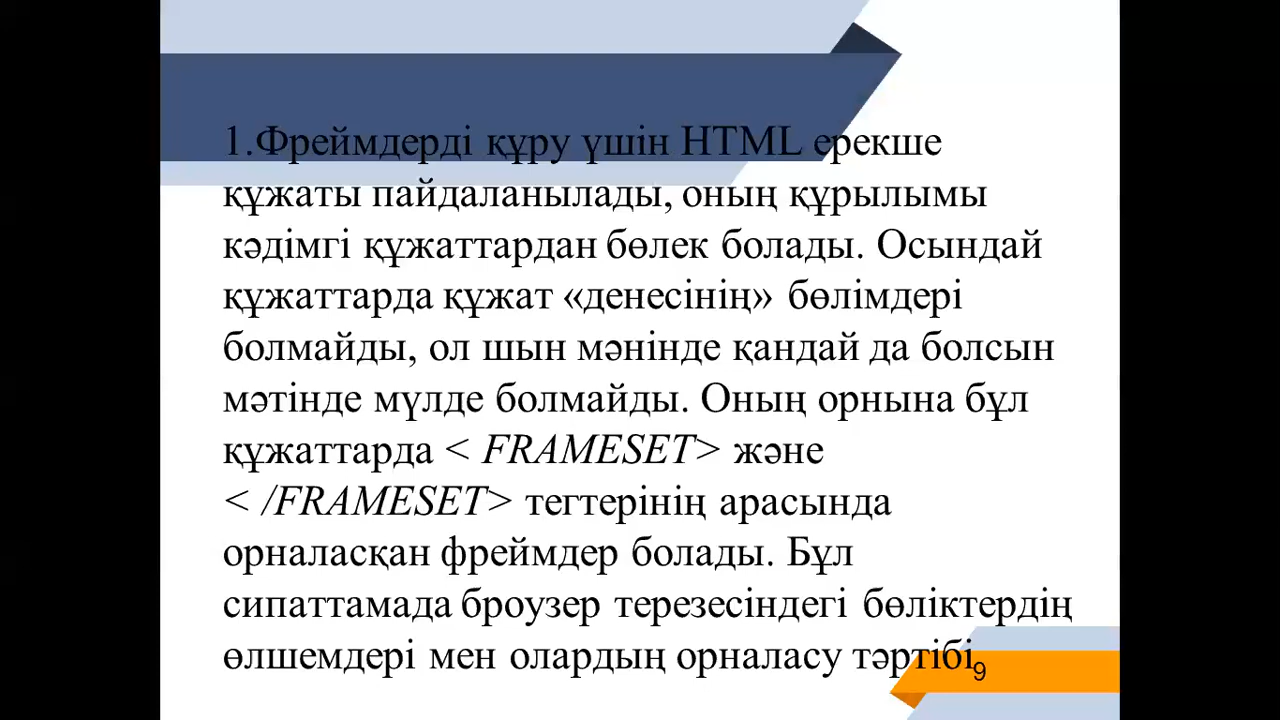 1.Фреймдерді құру үшін HTML ерекше
құжаты пайдаланылады, оның құрылымы
кәдімгі құжаттардан бөлек болады. Осындай
құжаттарда құжат «денесінің» бөлімдері
болмайды, ол шын мәнінде қандай да болсын
мәтінде мүлде болмайды. Оның орнына бұл
құжаттарда < FRAMESET> және
< /FRAMESET> тегтерінің арасында
орналасқан фреймдер болады. Бұл
сипаттамада броузер терезесіндегі бөліктердің
өлшемдері мен олардың орналасу тәртібі
9